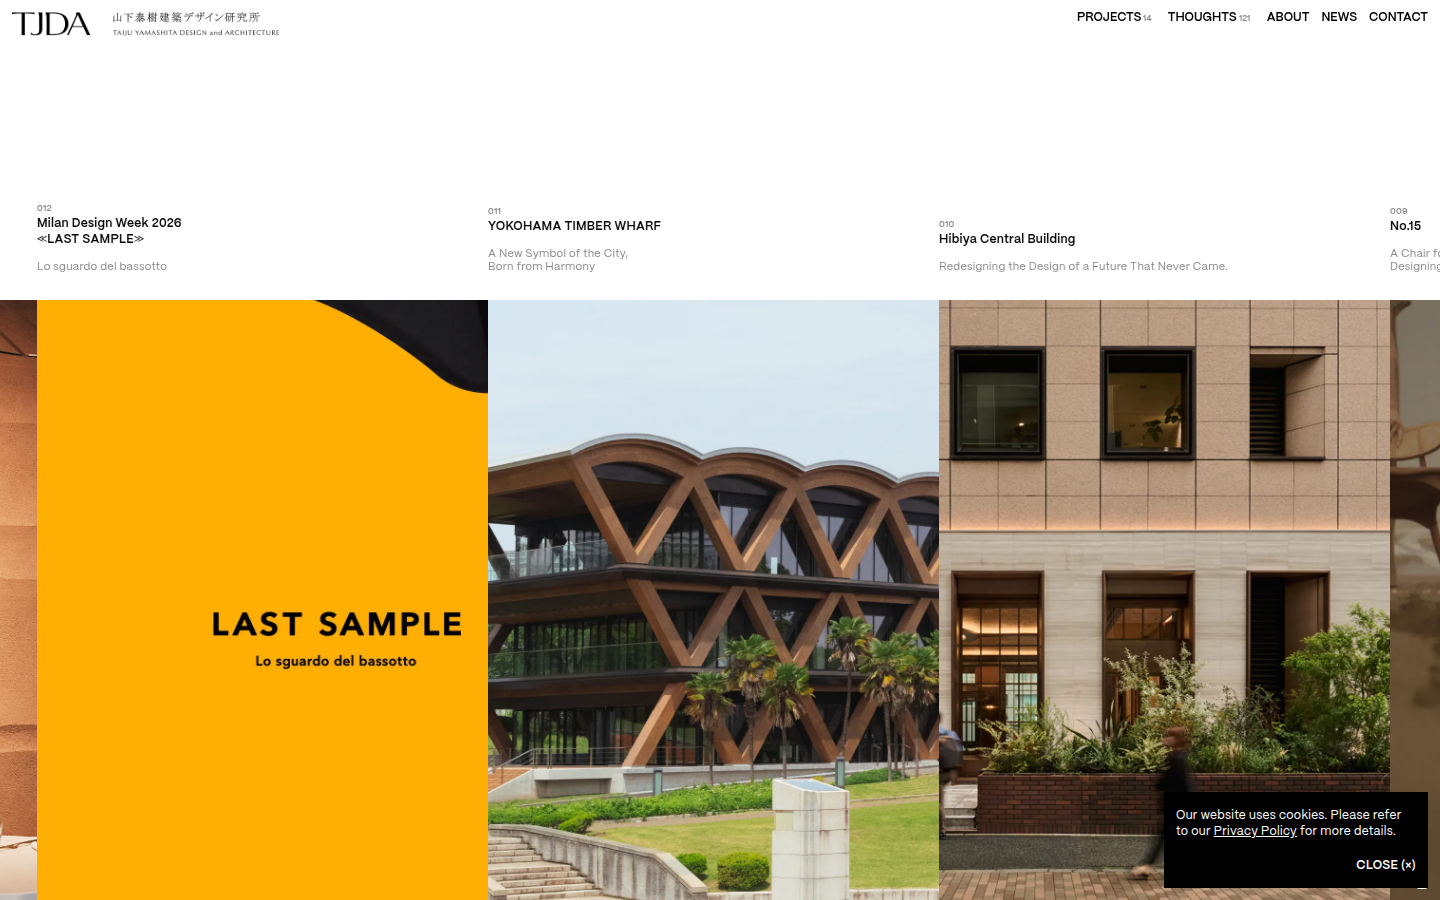 TJDA
山下泰樹建築デザイン研究所
TAIJU YAMASHITA DESIGN and ARCHITECTURE
PROJECTS 14
THOUGHTS 121
ABOUT
NEWS
CONTACT
012
Milan Design Week 2026
≪LAST SAMPLE≫
Lo sguardo del bassotto
011
YOKOHAMA TIMBER WHARF
A New Symbol of the City,
Born from Harmony
010
Hibiya Central Building
Redesigning the Design of a Future That Never Came.
009
No.15
A Chair fo
Designing
LAST SAMPLE
Lo sguardo del bassotto
Our website uses cookies. Please refer
to our Privacy Policy for more details.
CLOSE (×)